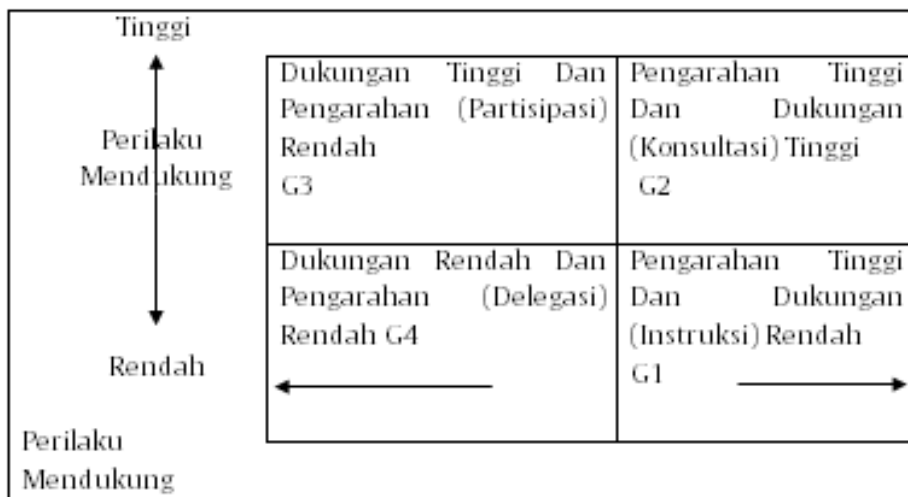 Tinggi
Perilaku
Mendukung
Rendah
Perilaku
Mendukung
Dukungan Tinggi Dan
Pengarahan (Partisipasi)
Rendah
G3
Pengarahan Tinggi
Dan Dukungan
(Konsultasi) Tinggi
G2
Dukungan Rendah Dan
Pengarahan (Delegasi)
Rendah G4
Pengarahan Tinggi
Dan Dukungan
(Instruksi) Rendah
G1